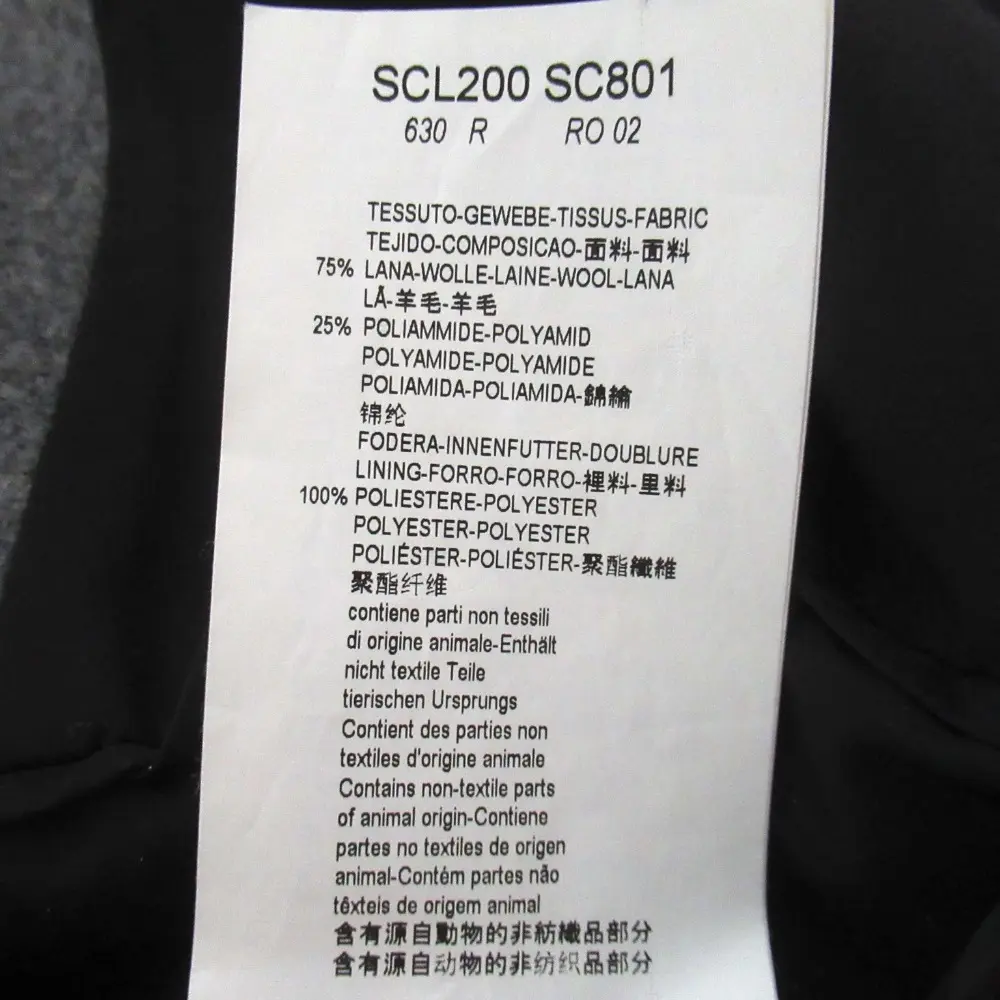 SCL200 SC801
630 R RO 02
TESSUTO-GEWEBE-TISSUS-FABRIC
TEJIDO-COMPOSICAO-面料-面料
75% LANA-WOLLE-LAINE-WOOL-LANA
LÃ-羊毛-羊毛
25% POLIAMMIDE-POLYAMID
POLYAMIDE-POLYAMIDE
POLIAMIDA-POLIAMIDA-錦綸
锦纶
FODERA-INNENFUTTER-DOUBLURE
LINING-FORRO-FORRO-裡料-里料
100% POLIESTERE-POLYESTER
POLYESTER-POLYESTER
POLIÉSTER-POLIÉSTER-聚酯纖維
聚酯纤维
contiene parti non tessili
di origine animale-Enthält
nicht textile Teile
tierischen Ursprungs
Contient des parties non
textiles d'origine animale
Contains non-textile parts
of animal origin-Contiene
partes no textiles de origen
animal-Contém partes não
têxteis de origem animal
含有源自動物的非紡織品部分
含有源自动物的非纺织品部分